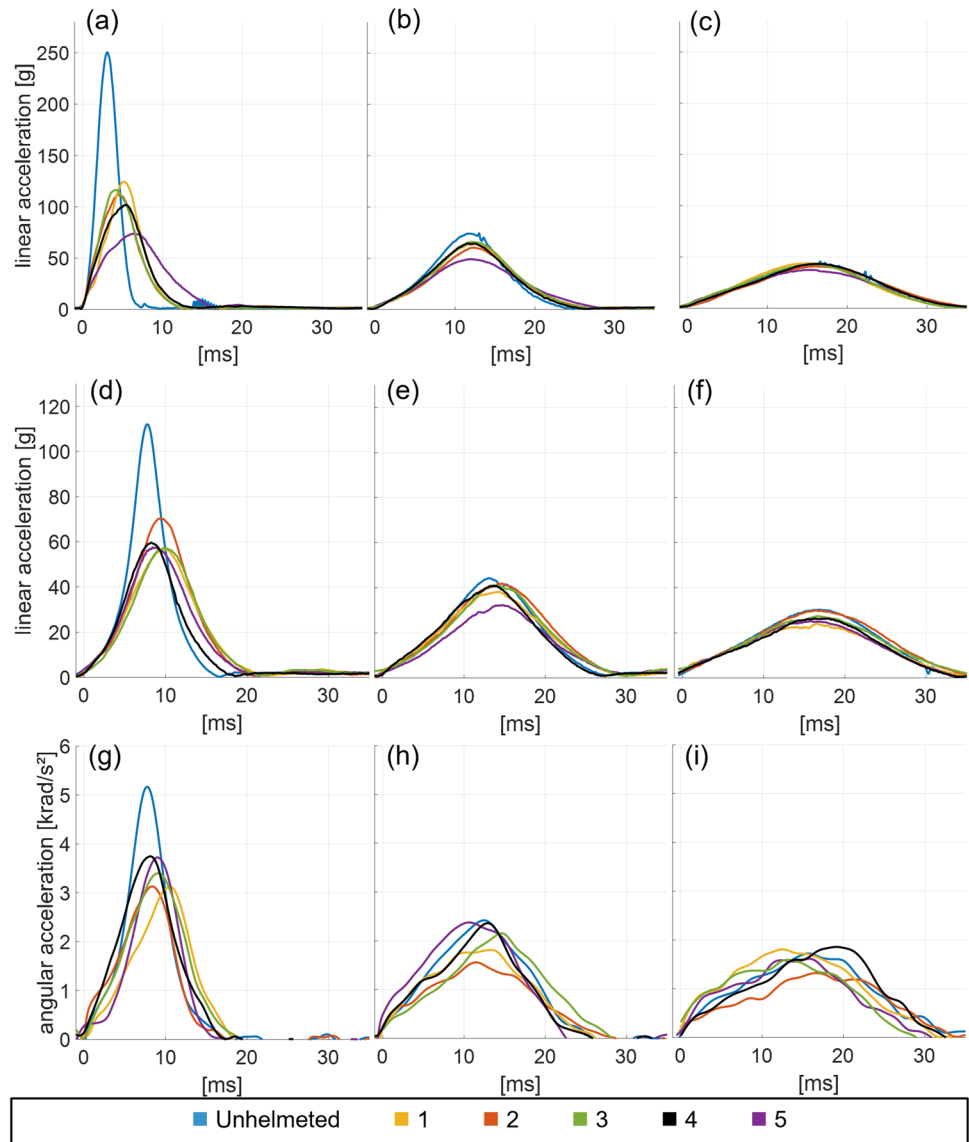 (a) (b) (c)
linear acceleration [g]
250
200
150
100
50
0
0 10 20 30 0 10 20 30 0 10 20 30
[ms] [ms] [ms]
(d) (e) (f)
linear acceleration [g]
120
100
80
60
40
20
0
0 10 20 30 0 10 20 30 0 10 20 30
[ms] [ms] [ms]
(g) (h) (i)
angular acceleration [krad/s²]
6
5
4
3
2
1
0
0 10 20 30 0 10 20 30 0 10 20 30
[ms] [ms] [ms]
Unhelmeted 1 2 3 4 5